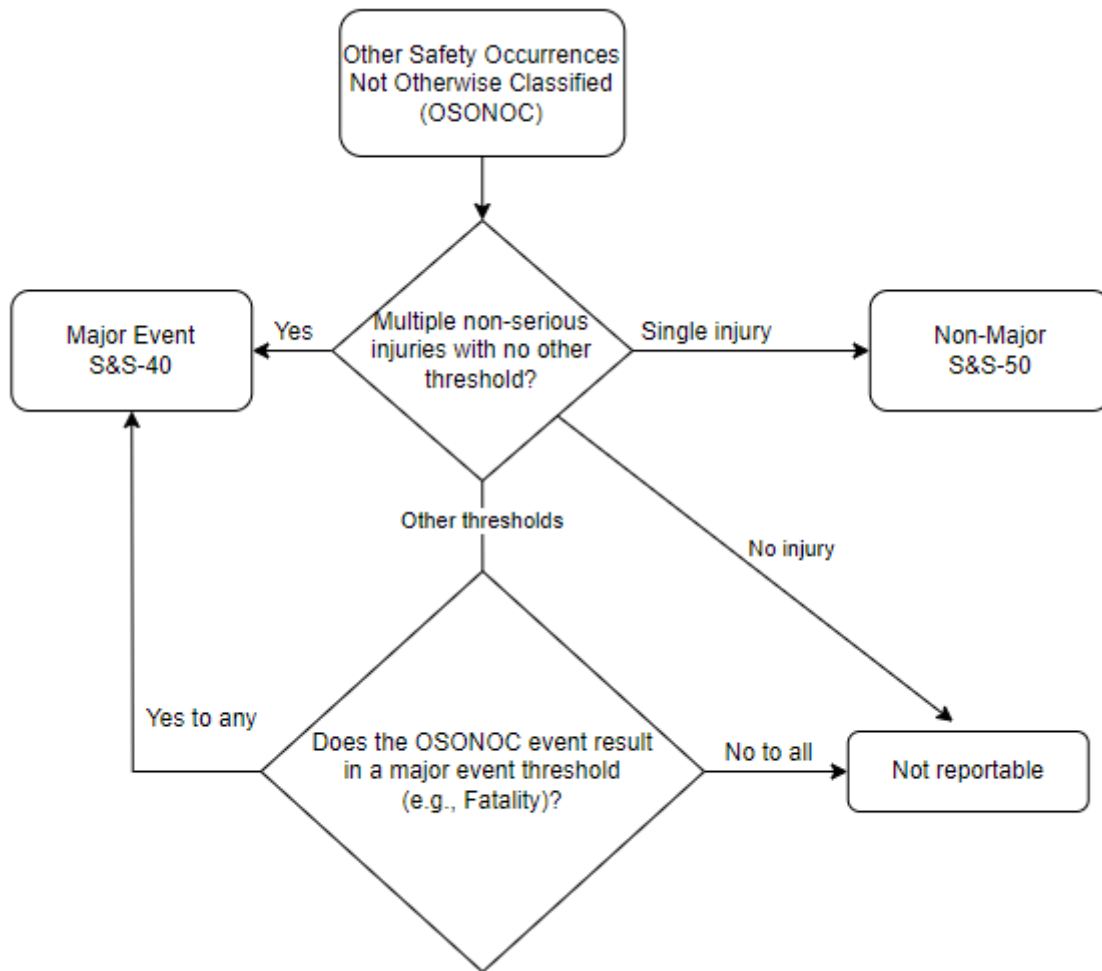 Other Safety Occurrences
Not Otherwise Classified
(OSONOC)
Major Event
S&S-40
Yes
Multiple non-serious
injuries with no other
threshold?
Single injury
Non-Major
S&S-50
Other thresholds
No injury
Yes to any
Does the OSONOC event result
in a major event threshold
(e.g., Fatality)?
No to all
Not reportable